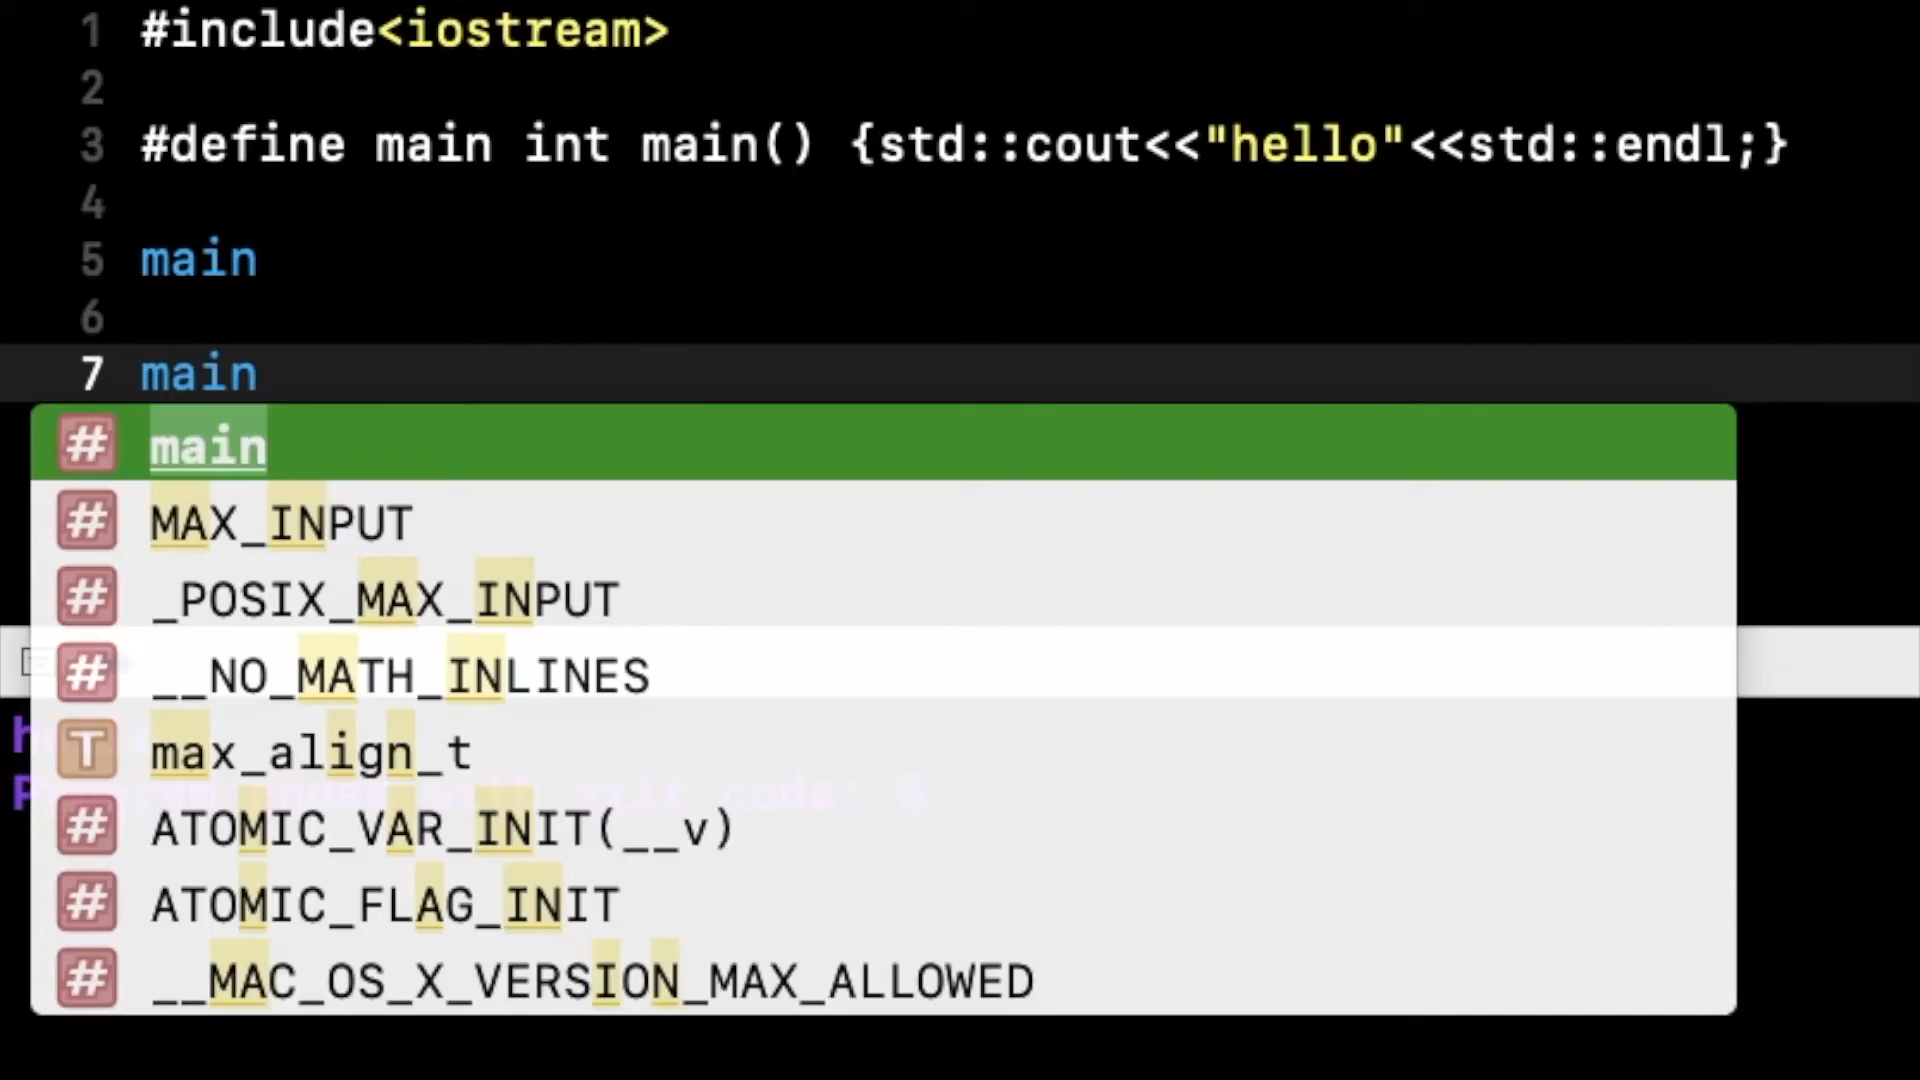 1 #include<iostream>
2
3 #define main int main() {std::cout<<"hello"<<std::endl;}
4
5 main
6
7 main
# main
# MAX_INPUT
# _POSIX_MAX_INPUT
# __NO_MATH_INLINES
T max_align_t
# ATOMIC_VAR_INIT(__v)
# ATOMIC_FLAG_INIT
# __MAC_OS_X_VERSION_MAX_ALLOWED